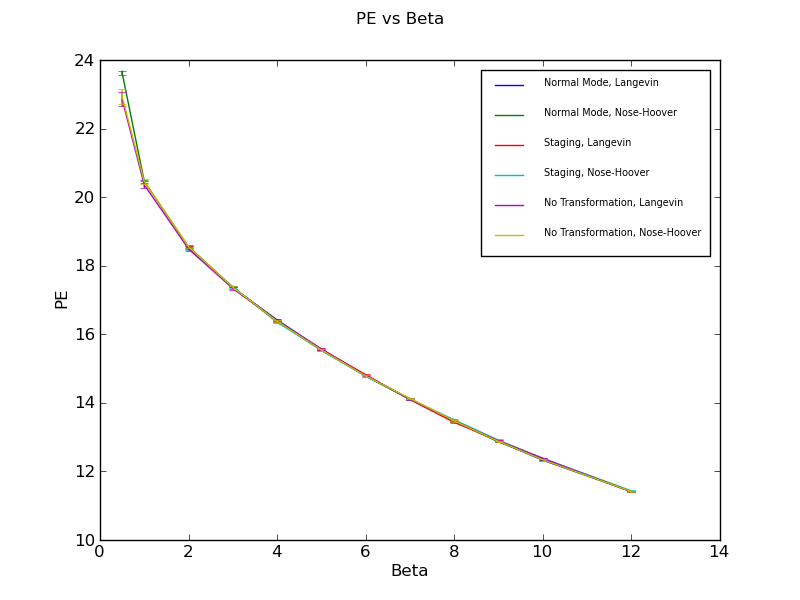 PE vs Beta
24
22
20
18
16
14
12
10
PE
0
2
4
6
8
10
12
14
Beta
Normal Mode, Langevin
Normal Mode, Nose-Hoover
Staging, Langevin
Staging, Nose-Hoover
No Transformation, Langevin
No Transformation, Nose-Hoover